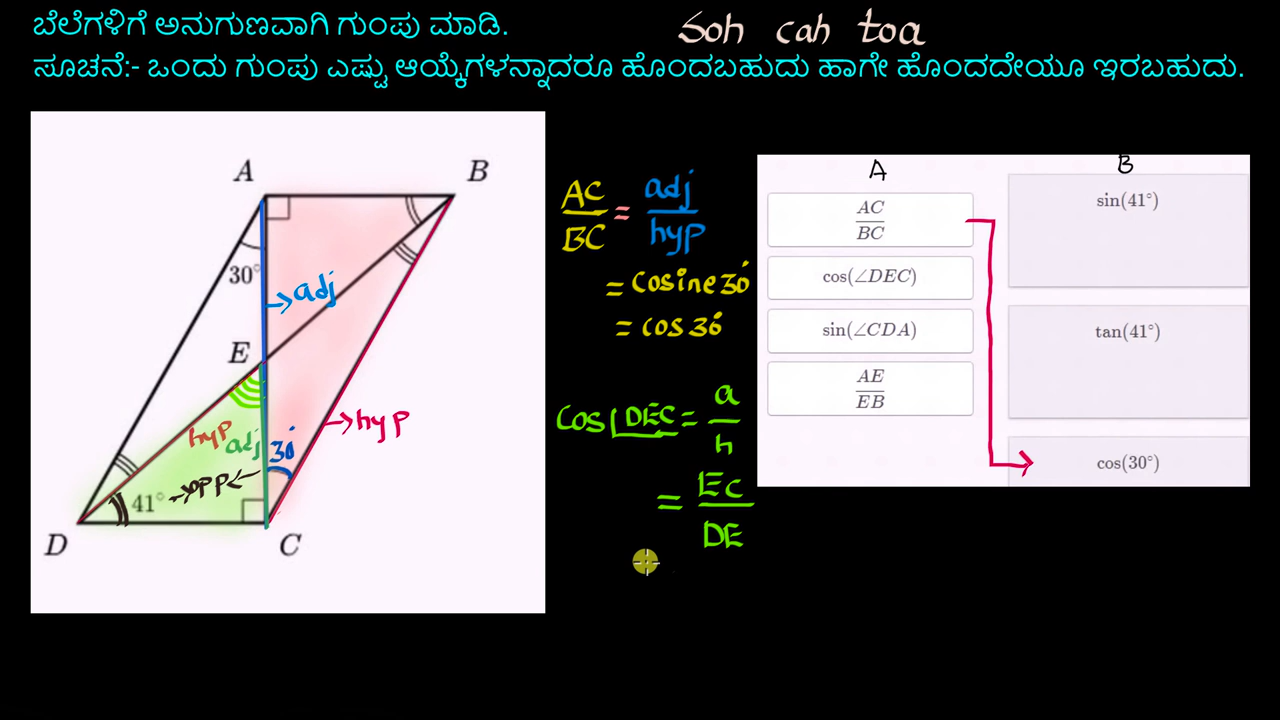 ಬೆಲೆಗಳಿಗೆ ಅನುಗುಣವಾಗಿ ಗುಂಪು ಮಾಡಿ.
soh cah toa
ಸೂಚನೆ:- ಒಂದು ಗುಂಪು ಎಷ್ಟು ಆಯ್ಕೆಗಳನ್ನಾದರೂ ಹೊಂದಬಹುದು ಹಾಗೇ ಹೊಂದದೇಯೂ ಇರಬಹುದು.
A
B
30°
→adj
E
hyp
adj
30°
→hyp
41°
→opp←
D
C
AC/BC = adj/hyp
= cosine 30°
= cos 30°
cos∠DEC = a/h
= EC/DE
A
AC/BC
cos(∠DEC)
sin(∠CDA)
AE/EB
B
sin(41°)
tan(41°)
cos(30°)